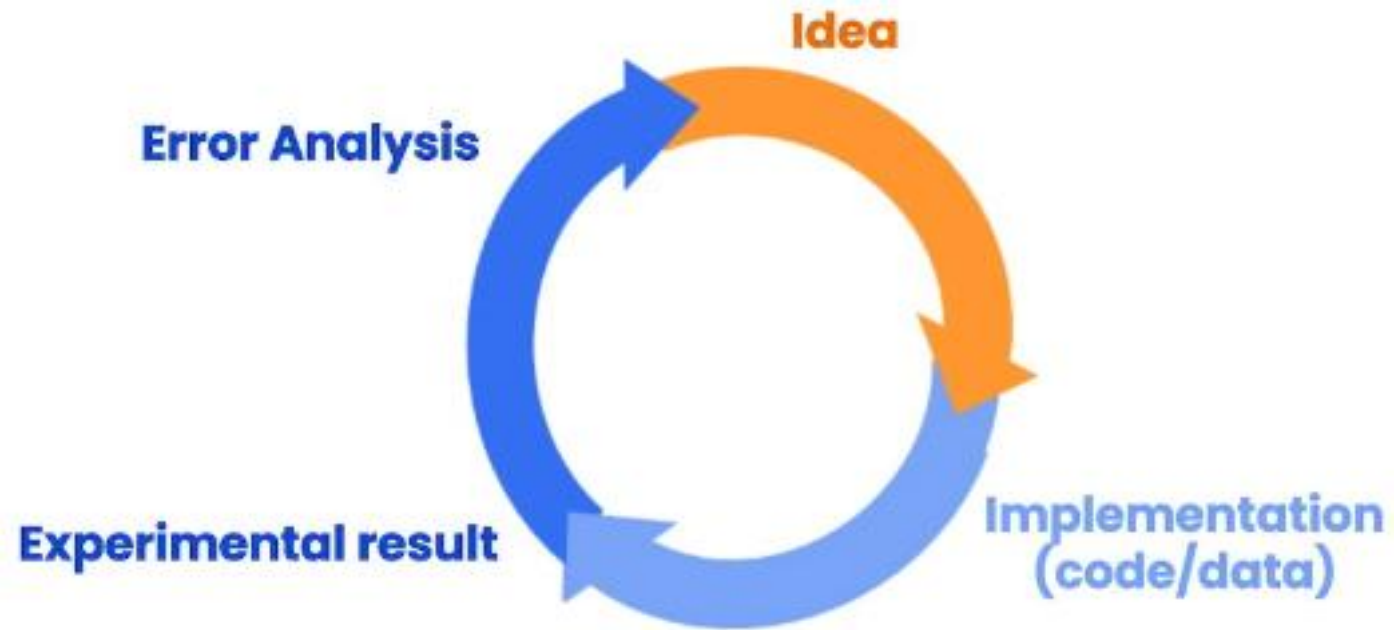 Idea
Error Analysis
Implementation
(code/data)
Experimental result